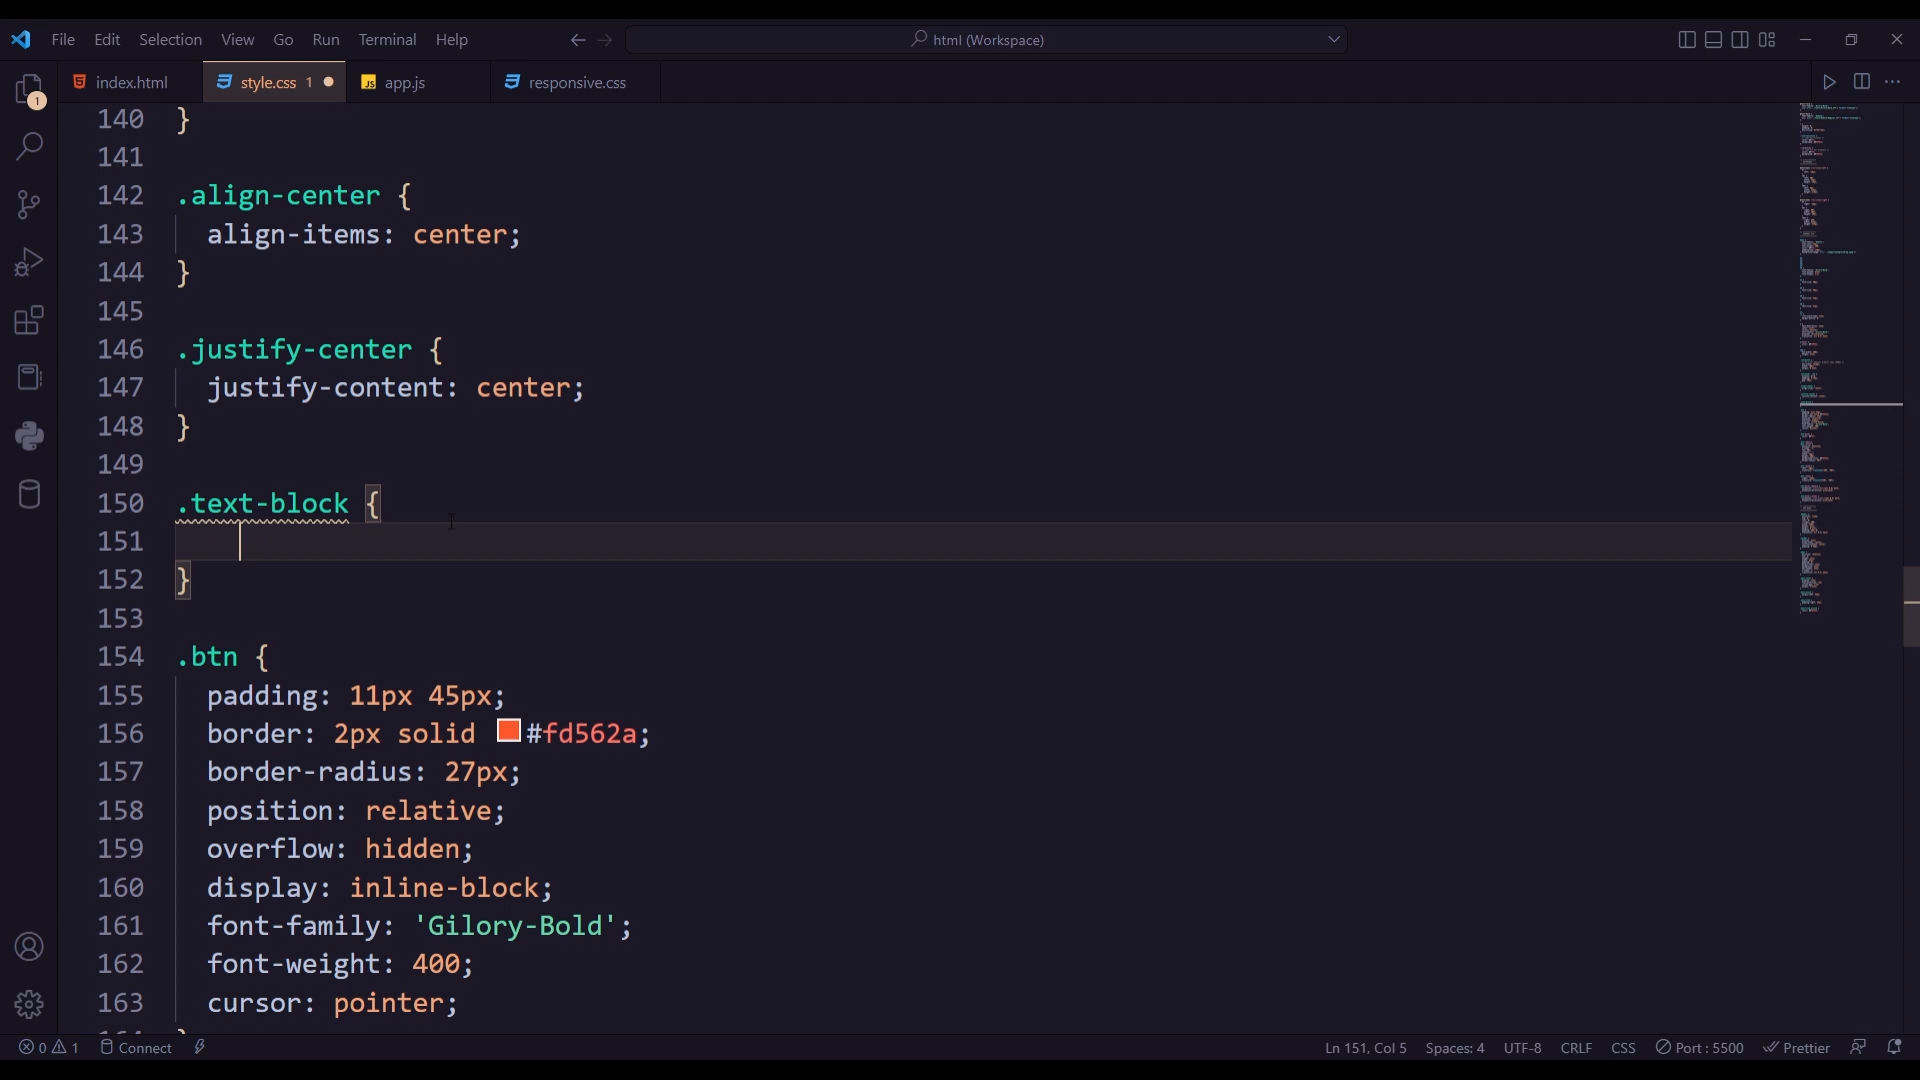 File Edit Selection View Go Run Terminal Help html (Workspace)
index.html style.css 1 app.js responsive.css
1
140 }
141
142 .align-center {
143 align-items: center;
144 }
145
146 .justify-center {
147 justify-content: center;
148 }
149
150 .text-block {
151
152 }
153
154 .btn {
155 padding: 11px 45px;
156 border: 2px solid #fd562a;
157 border-radius: 27px;
158 position: relative;
159 overflow: hidden;
160 display: inline-block;
161 font-family: 'Gilory-Bold';
162 font-weight: 400;
163 cursor: pointer;
0 1 Connect Ln 151, Col 5 Spaces: 4 UTF-8 CRLF CSS Port : 5500 Prettier